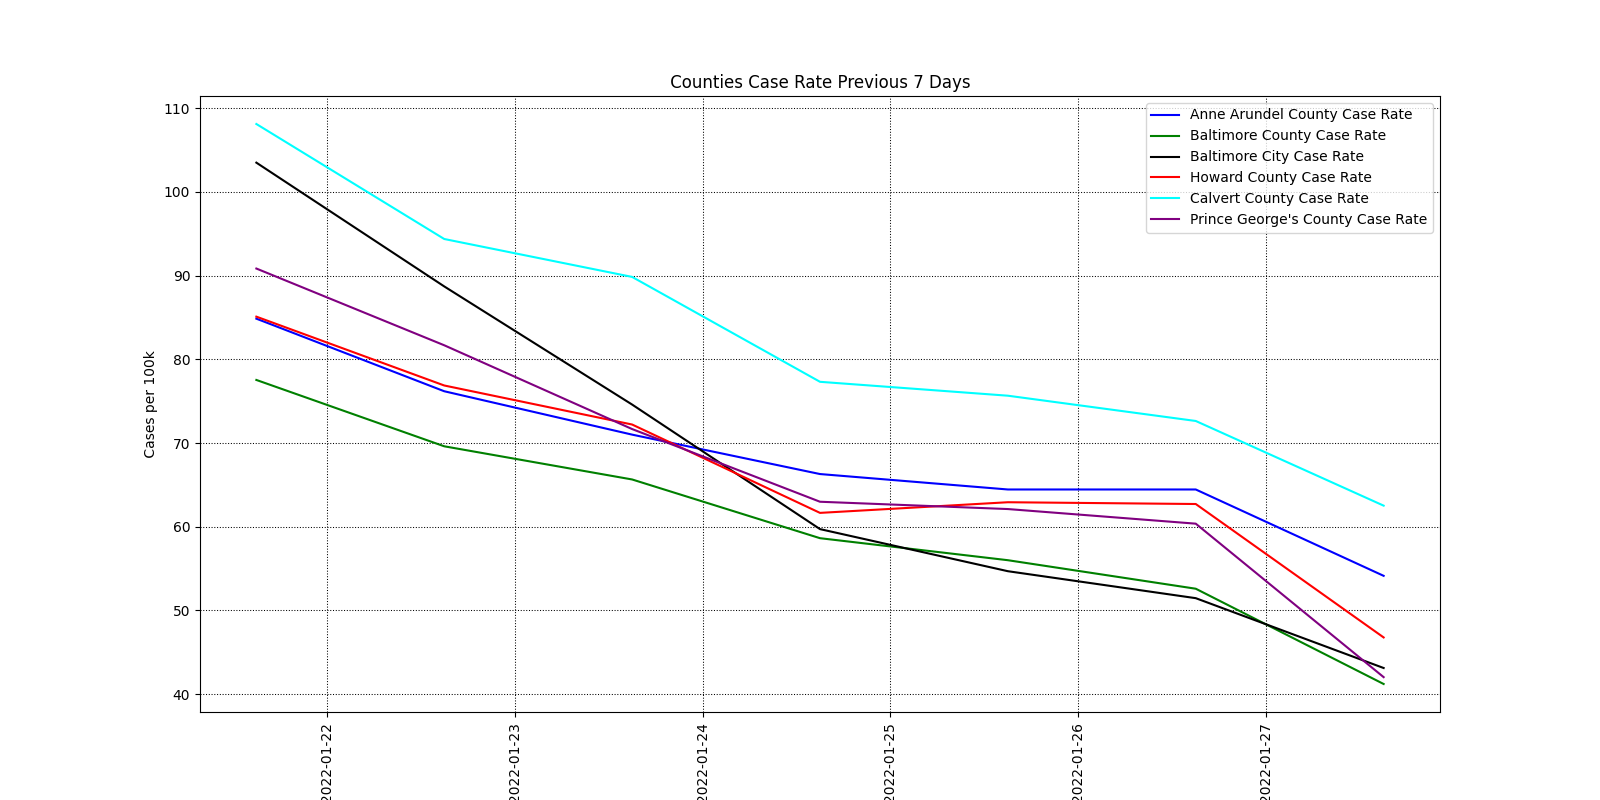 Counties Case Rate Previous 7 Days
Anne Arundel County Case Rate
Baltimore County Case Rate
Baltimore City Case Rate
Howard County Case Rate
Calvert County Case Rate
Prince George's County Case Rate
Cases per 100k
110
100
90
80
70
60
50
40
2022-01-22
2022-01-23
2022-01-24
2022-01-25
2022-01-26
2022-01-27